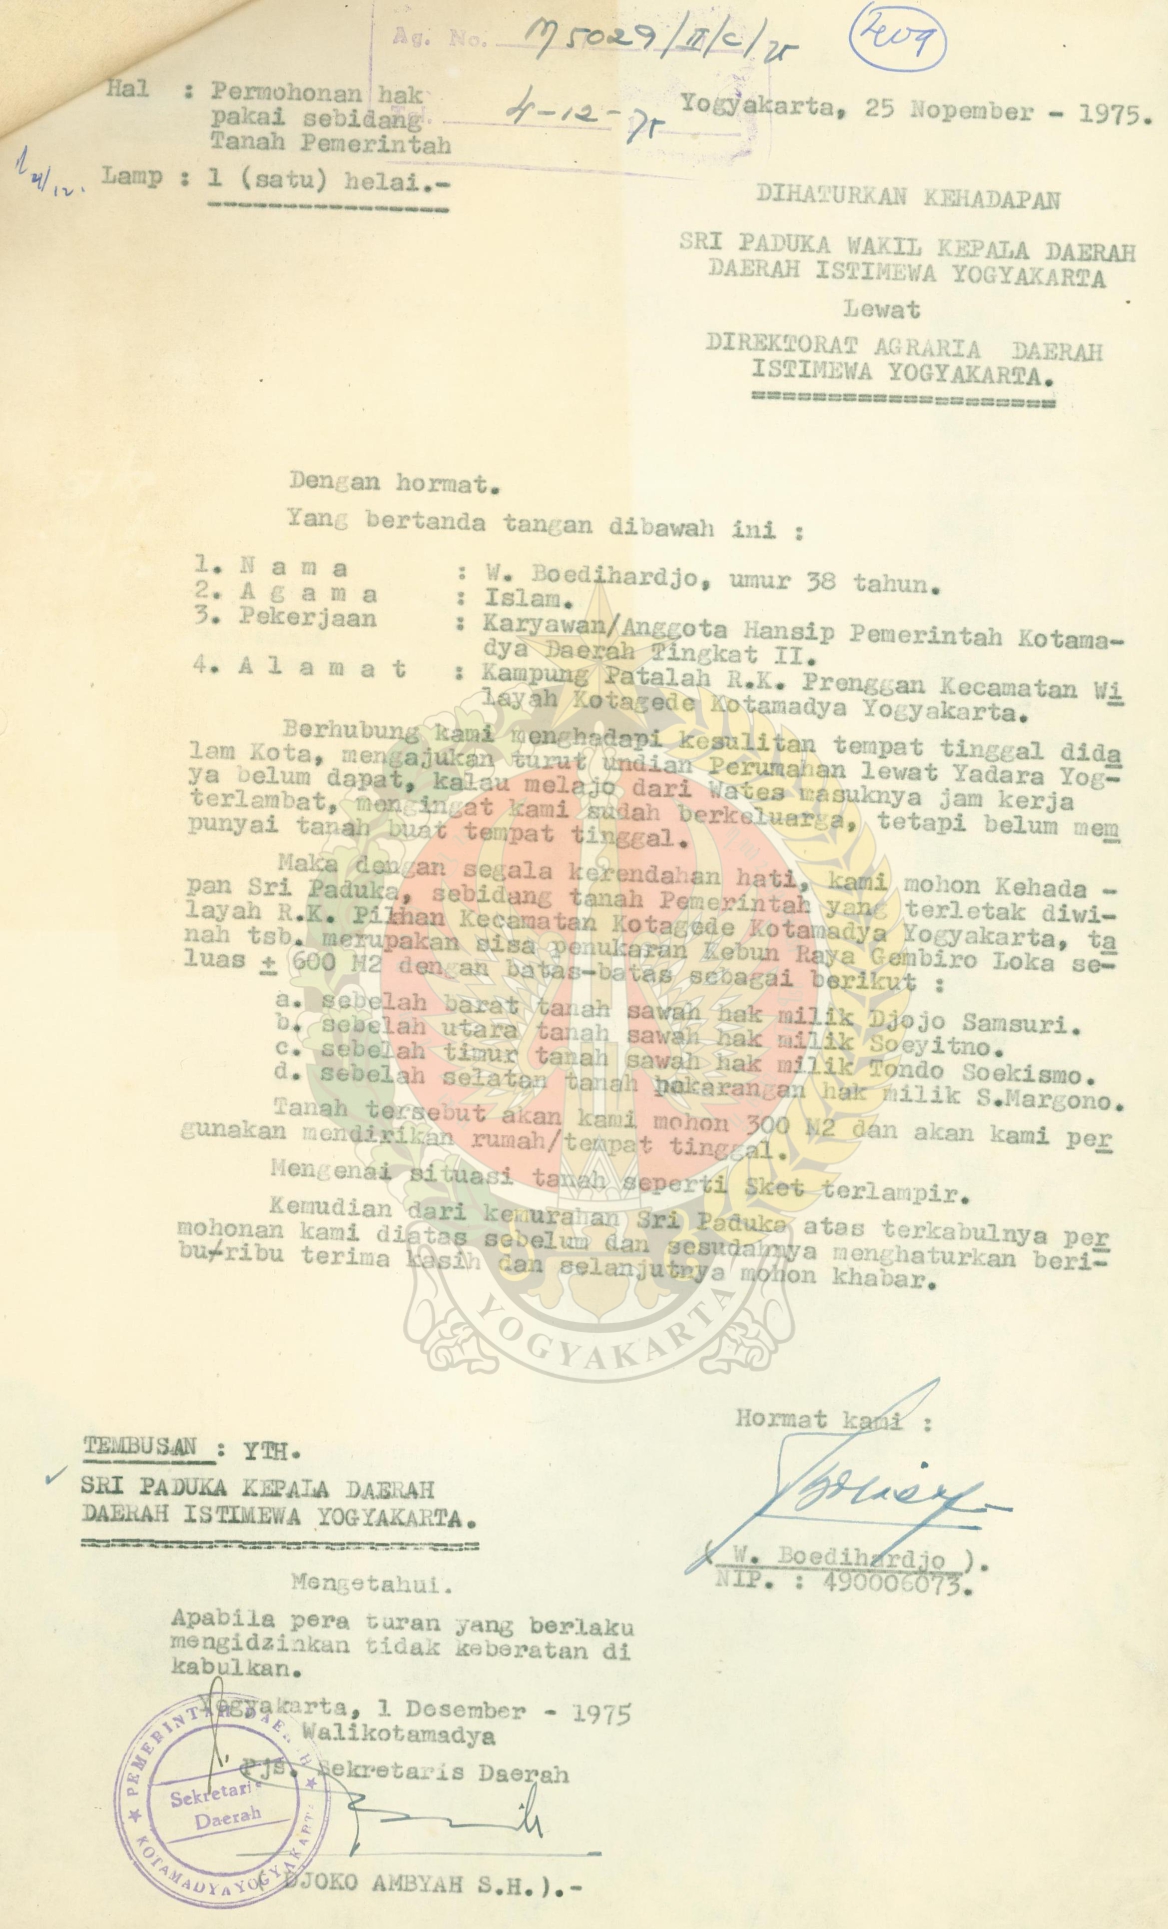 Ag. No. M5029/II/C/75
2409
Hal : Permohonan hak
pakai sebidang
Tanah Pemerintah
4-12-75
Yogyakarta, 25 Nopember - 1975.
Lamp : 1 (satu) helai.-
DIHATURKAN KEHADAPAN
SRI PADUKA WAKIL KEPALA DAERAH
DAERAH ISTIMEWA YOGYAKARTA
Lewat
DIREKTORAT AGRARIA DAERAH
ISTIMEWA YOGYAKARTA.
Dengan hormat.
Yang bertanda tangan dibawah ini :
1. N a m a : W. Boedihardjo, umur 38 tahun.
2. A g a m a : Islam.
3. Pekerjaan : Karyawan/Anggota Hansip Pemerintah Kotama-
dya Daerah Tingkat II.
4. A l a m a t : Kampung Patalah R.K. Prenggan Kecamatan Wi
layah Kotagede Kotamadya Yogyakarta.
Berhubung kami menghadapi kesulitan tempat tinggal dida
lam Kota, mengajukan turut undian Perumahan lewat Yadara Yog-
ya belum dapat, kalau melajo dari Wates masuknya jam kerja
terlambat, mengingat kami sudah berkeluarga, tetapi belum mem
punyai tanah buat tempat tinggal.
Maka dengan segala kerendahan hati, kami mohon Kehada -
pan Sri Paduka, sebidang tanah Pemerintah yang terletak diwi-
layah R.K. Pilhan Kecamatan Kotagede Kotamadya Yogyakarta, ta
nah tsb. merupakan sisa penukaran Kebun Raya Gembiro Loka se-
luas ± 600 M2 dengan batas-batas sebagai berikut :
a. sebelah barat tanah sawah hak milik Djojo Samsuri.
b. sebelah utara tanah sawah hak milik Soeyitno.
c. sebelah timur tanah sawah hak milik Tondo Soekismo.
d. sebelah selatan tanah pakarangan hak milik S.Margono.
Tanah tersebut akan kami mohon 300 M2 dan akan kami per
gunakan mendirikan rumah/tempat tinggal.
Mengenai situasi tanah seperti Sket terlampir.
Kemudian dari kemurahan Sri Paduka atas terkabulnya per
mohonan kami diatas sebelum dan sesudahnya menghaturkan beri-
bu-ribu terima kasih dan selanjutnya mohon khabar.
YOGYAKARTA
Hormat kami :
TEMBUSAN : YTH.
SRI PADUKA KEPALA DAERAH
DAERAH ISTIMEWA YOGYAKARTA.
( W. Boedihardjo ).
NIP. : 490006073.
Mengetahui.
Apabila pera turan yang berlaku
mengidzinkan tidak keberatan di
kabulkan.
Yogyakarta, 1 Desember - 1975
Walikotamadya
Pjs. Sekretaris Daerah
PEMERINTAH DAERAH
Sekretaris
Daerah
KOTAMADYA YOGYAKARTA
( DJOKO AMBYAH S.H.).-